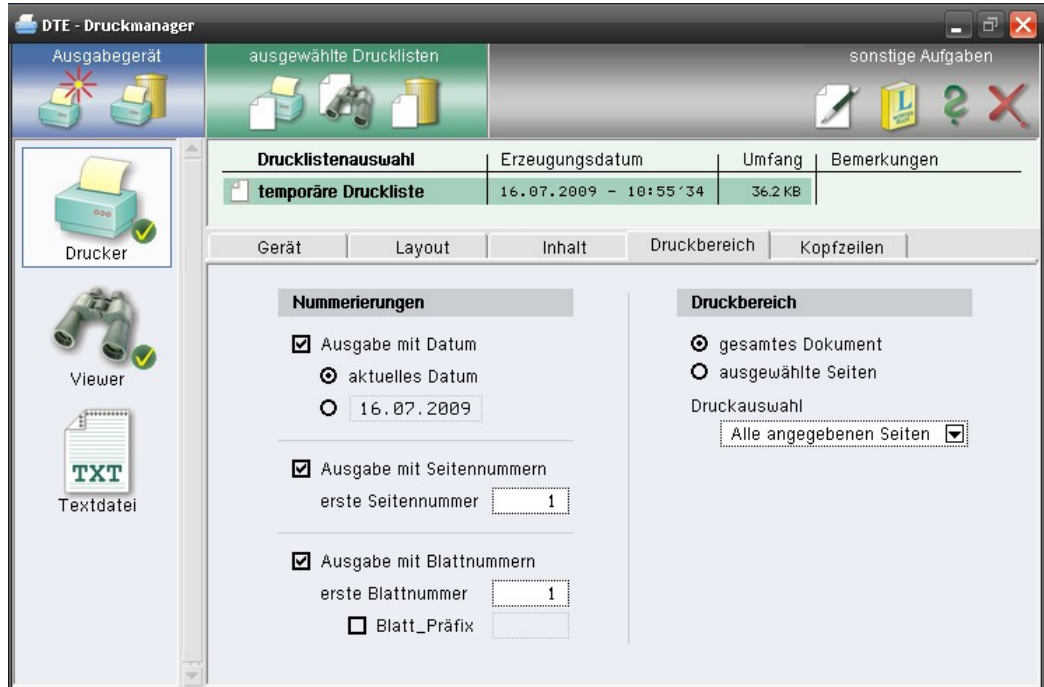 DTE - Druckmanager
Ausgabegerät
ausgewählte Drucklisten
sonstige Aufgaben
L
WÖRTER
BUCH
Drucklistenauswahl Erzeugungsdatum Umfang Bemerkungen
temporäre Druckliste 16.07.2009 - 10:55´34 36.2 KB
Drucker
Viewer
TXT
Textdatei
Gerät Layout Inhalt Druckbereich Kopfzeilen
Nummerierungen
Ausgabe mit Datum
aktuelles Datum
16.07.2009
Ausgabe mit Seitennummern
erste Seitennummer 1
Ausgabe mit Blattnummern
erste Blattnummer 1
Blatt_Präfix
Druckbereich
gesamtes Dokument
ausgewählte Seiten
Druckauswahl
Alle angegebenen Seiten